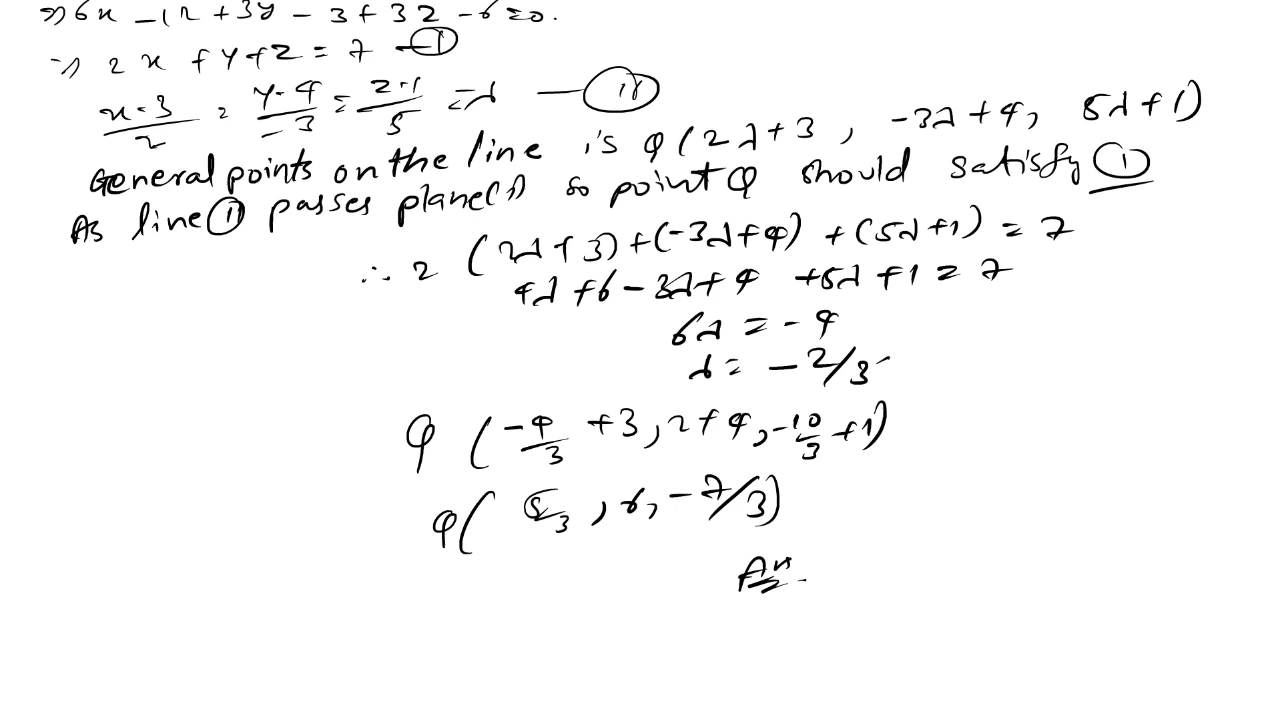 ⇒ 6x - 12 + 3y - 3 + 3z - 6 = 0.
⇒ 2x + y + z = 7 — (I)
(x-3)/2 = (y-4)/-3 = (z-1)/5 = λ — (II)
General points on the line is Q(2λ+3, -3λ+4, 5λ+1)
As line (II) passes plane (I) so point Q should satisfy (I)
∴ 2(2λ+3)+(-3λ+4)+(5λ+1) = 7
4λ+6-3λ+4+5λ+1 = 7
6λ = -4
λ = -2/3
Q(-4/3 +3, 2+4, -10/3 +1)
Q(5/3, 6, -7/3)
Ans.